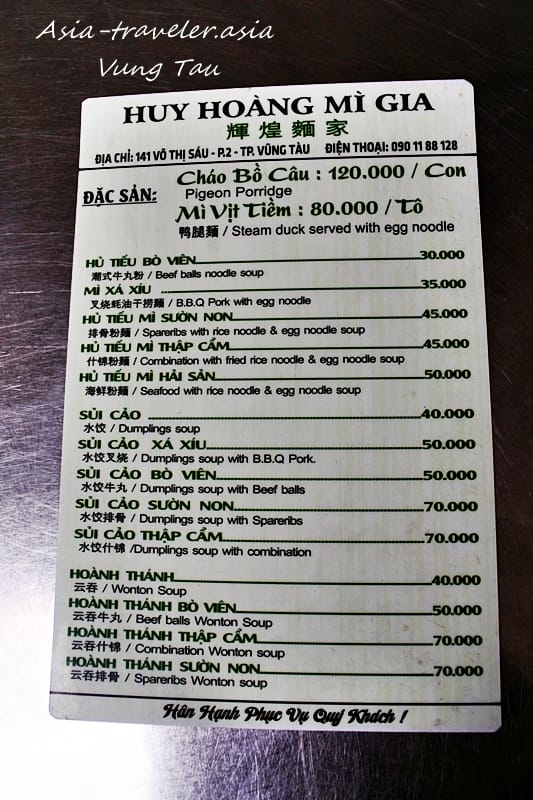 Asia-traveler.asia
Vung Tau
HUY HOÀNG MÌ GIA
輝煌麵家
ĐỊA CHỈ: 141 VÕ THỊ SÁU - P.2 - TP. VŨNG TÀU ĐIỆN THOẠI: 090 11 88 128
ĐẶC SẢN: Cháo Bồ Câu : 120.000 / Con
Pigeon Porridge
Mì Vịt Tiềm : 80.000 / Tô
鸭腿麵 / Steam duck served with egg noodle
HỦ TIẾU BÒ VIÊN 30.000
潮式牛丸粉 / Beef balls noodle soup
MÌ XÁ XÍU 35.000
叉烧蚝油干捞麵 / B.B.Q Pork with egg noodle
HỦ TIẾU MÌ SƯỜN NON 45.000
排骨粉麵 / Spareribs with rice noodle & egg noodle soup
HỦ TIẾU MÌ THẬP CẨM 45.000
什锦粉麵 / Combination with fried rice noodle & egg noodle soup
HỦ TIẾU MÌ HẢI SẢN 50.000
海鲜粉麵 / Seafood with rice noodle & egg noodle soup
SỦI CẢO 40.000
水饺 / Dumplings soup
SỦI CẢO XÁ XÍU 50.000
水饺叉烧 / Dumplings soup with B.B.Q Pork.
SỦI CẢO BÒ VIÊN 50.000
水饺牛丸 / Dumplings soup with Beef balls
SỦI CẢO SƯỜN NON 70.000
水饺排骨 / Dumplings soup with Spareribs
SỦI CẢO THẬP CẨM 70.000
水饺什锦 /Dumplings soup with combination
HOÀNH THÁNH 40.000
云吞 / Wonton Soup
HOÀNH THÁNH BÒ VIÊN 50.000
云吞牛丸 / Beef balls Wonton Soup
HOÀNH THÁNH THẬP CẨM 70.000
云吞什锦 / Combination Wonton soup
HOÀNH THÁNH SƯỜN NON 70.000
云吞排骨 / Spareribs Wonton soup
Hân Hạnh Phục Vụ Quý Khách !